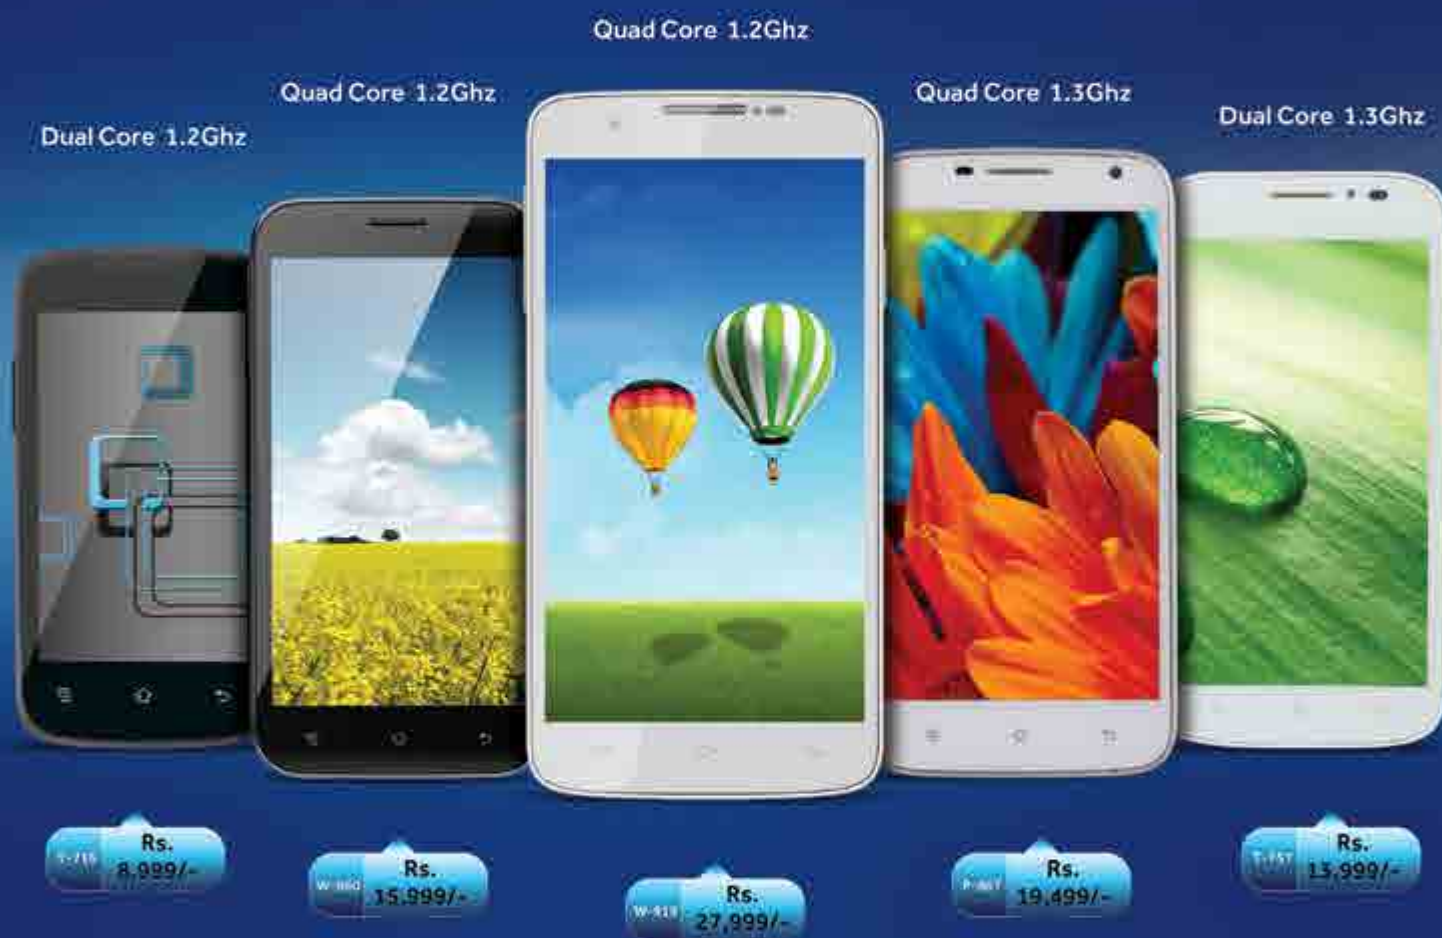 Quad Core 1.2Ghz
Quad Core 1.2Ghz
Quad Core 1.3Ghz
Dual Core 1.3Ghz
Dual Core 1.2Ghz
Rs.
8,999/-
Rs.
15,999/-
W-919
Rs.
27,999/-
Rs.
19,499/-
Rs.
13,999/-